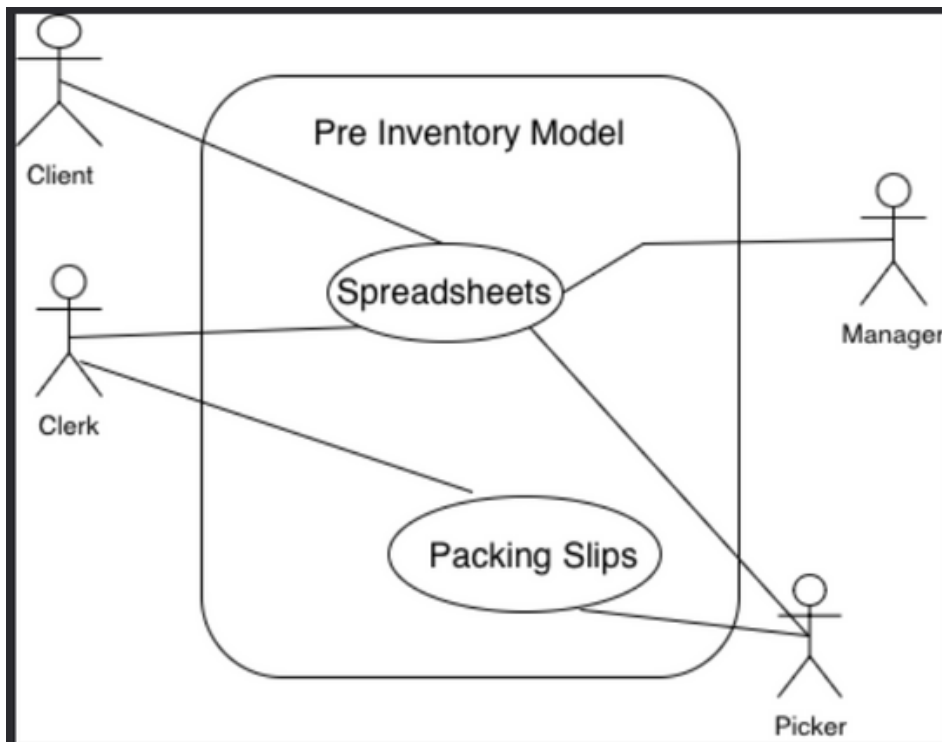 Pre Inventory Model
Client
Spreadsheets
Manager
Clerk
Packing Slips
Picker